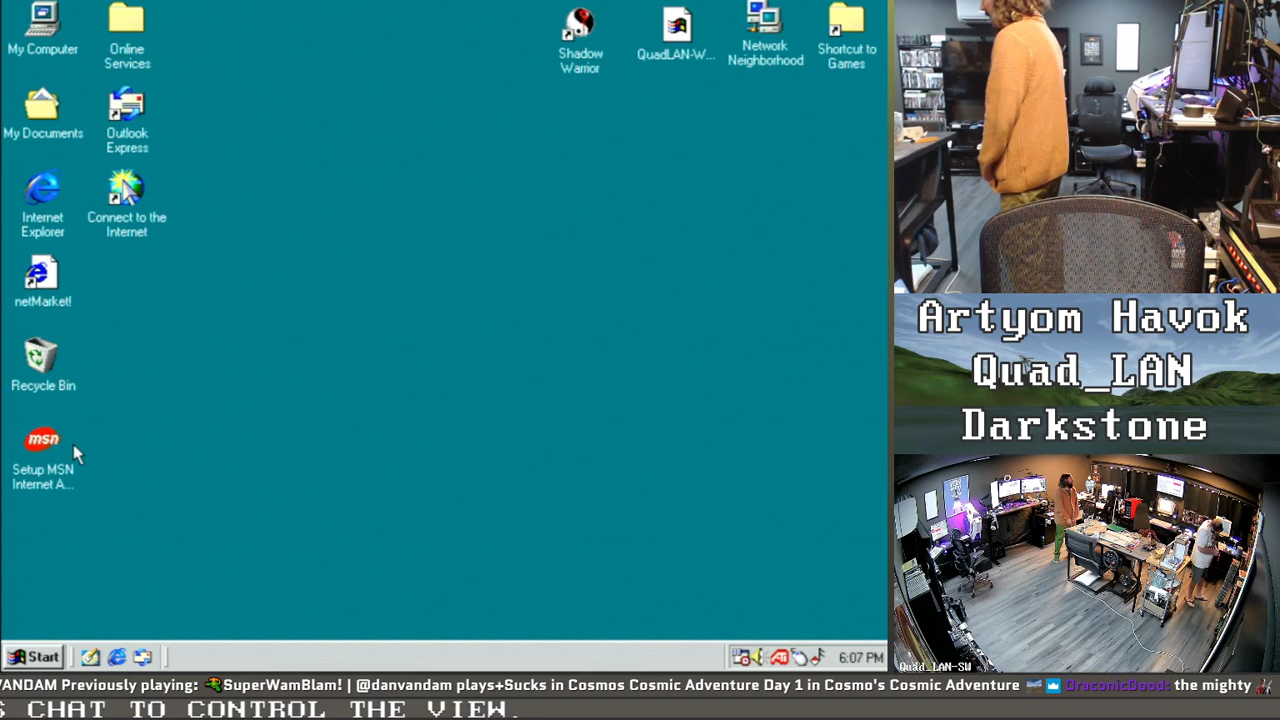 My Computer
Online
Services
Shadow
Warrior
QuadLAN-W...
Network
Neighborhood
Shortcut to
Games
My Documents
Outlook
Express
Internet
Explorer
Connect to the
Internet
netMarket!
Recycle Bin
msn
Setup MSN
Internet A...
Start
ATI
6:07 PM
Artyom Havok
Quad_LAN
Darkstone
Quad_LAN-SW
VANDAM Previously playing: SuperWamBlam! | @danvandam plays+Sucks in Cosmos Cosmic Adventure Day 1 in Cosmo's Cosmic Adventure DraconicDood: the mighty
S CHAT TO CONTROL THE VIEW.